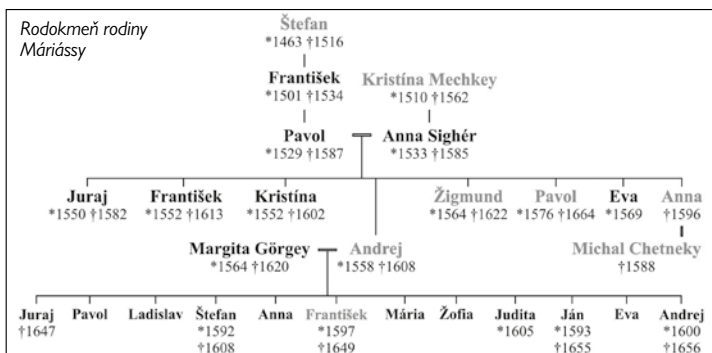 Rodokmeň rodiny
Máriássy
Štefan
*1463 †1516
František
*1501 †1534
Kristína Mechkey
*1510 †1562
Pavol
*1529 †1587
Anna Sighér
*1533 †1585
Juraj
*1550 †1582
František
*1552 †1613
Kristína
*1552 †1602
Žigmund
*1564 †1622
Pavol
*1576 †1664
Eva
*1569
Anna
†1596
Margita Görgey
*1564 †1620
Andrej
*1558 †1608
Michal Chetneky
†1588
Juraj
†1647
Pavol
Ladislav
Štefan
*1592
†1608
Anna
František
*1597
†1649
Mária
Žofia
Judita
*1605
Ján
*1593
†1655
Eva
Andrej
*1600
†1656